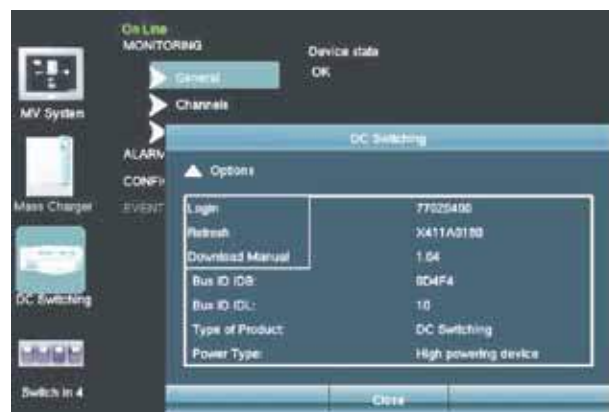 On Line
MONITORING
Device state
General
OK
MV System
Channels
DC Switching
ALARM
Options
CONFI
Mass Charger
EVENT
Login
77020400
Refresh
X411A0180
Download Manual
1.04
Bus ID IDB:
0D4F4
DC Switching
Bus ID IDL:
10
Type of Product:
DC Switching
Power Type:
High powering device
Switch In 4
Close